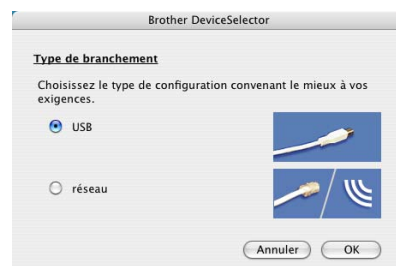 Brother DeviceSelector
Type de branchement
Choisissez le type de configuration convenant le mieux à vos
exigences.
USB
réseau
Annuler
OK